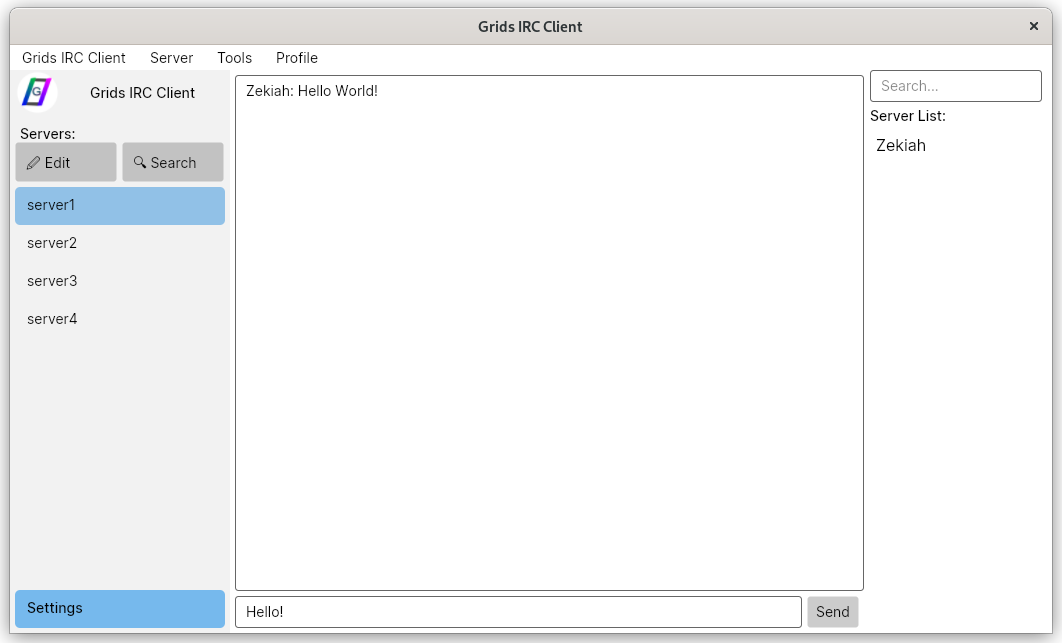 Grids IRC Client
Grids IRC Client Server Tools Profile
G
Grids IRC Client
Servers:
Edit Search
server1
server2
server3
server4
Settings
Zekiah: Hello World!
Hello! Send
Search...
Server List:
Zekiah